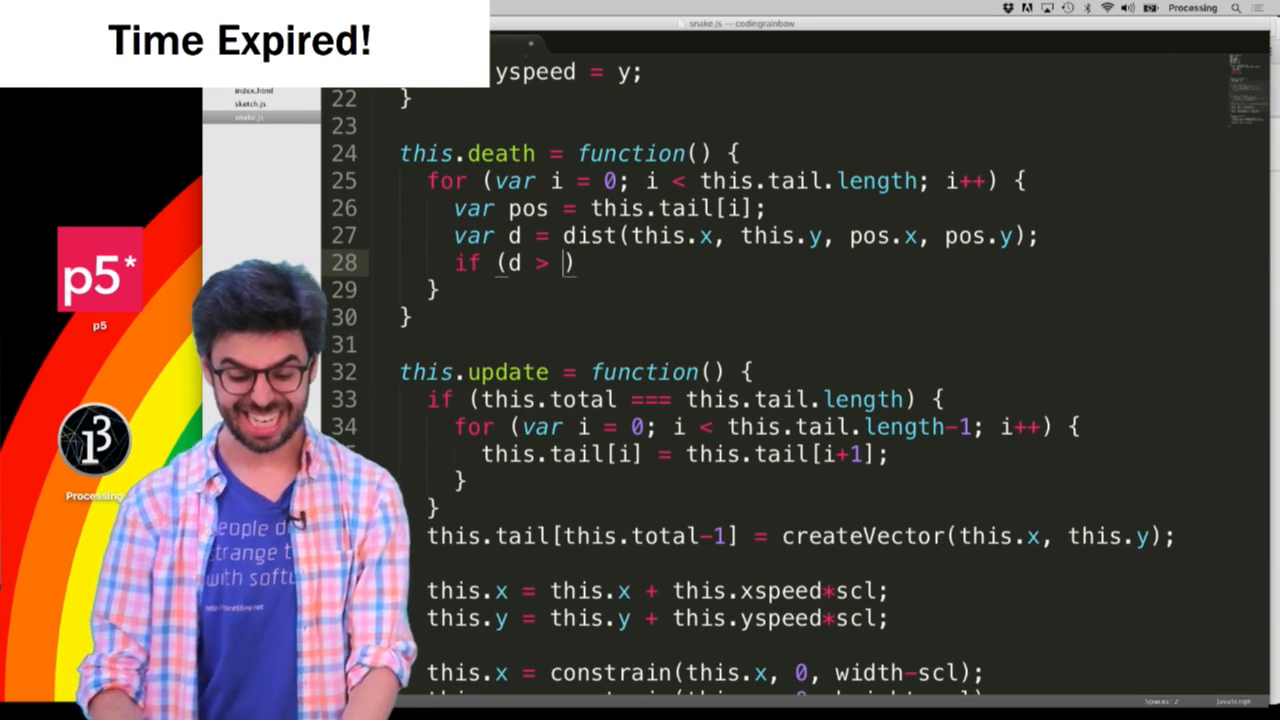 Time Expired!
Processing
snake.js — codingrainbow
yspeed = y;
index.html
sketch.js
snake.js
22 }
23
24 this.death = function() {
25 for (var i = 0; i < this.tail.length; i++) {
26 var pos = this.tail[i];
27 var d = dist(this.x, this.y, pos.x, pos.y);
28 if (d > )
29 }
30 }
31
32 this.update = function() {
33 if (this.total === this.tail.length) {
34 for (var i = 0; i < this.tail.length-1; i++) {
this.tail[i] = this.tail[i+1];
}
}
this.tail[this.total-1] = createVector(this.x, this.y);
this.x = this.x + this.xspeed*scl;
this.y = this.y + this.yspeed*scl;
this.x = constrain(this.x, 0, width-scl);
p5*
p5
Processing
eople d
trange t
with softw
Spaces: 2
JavaScript